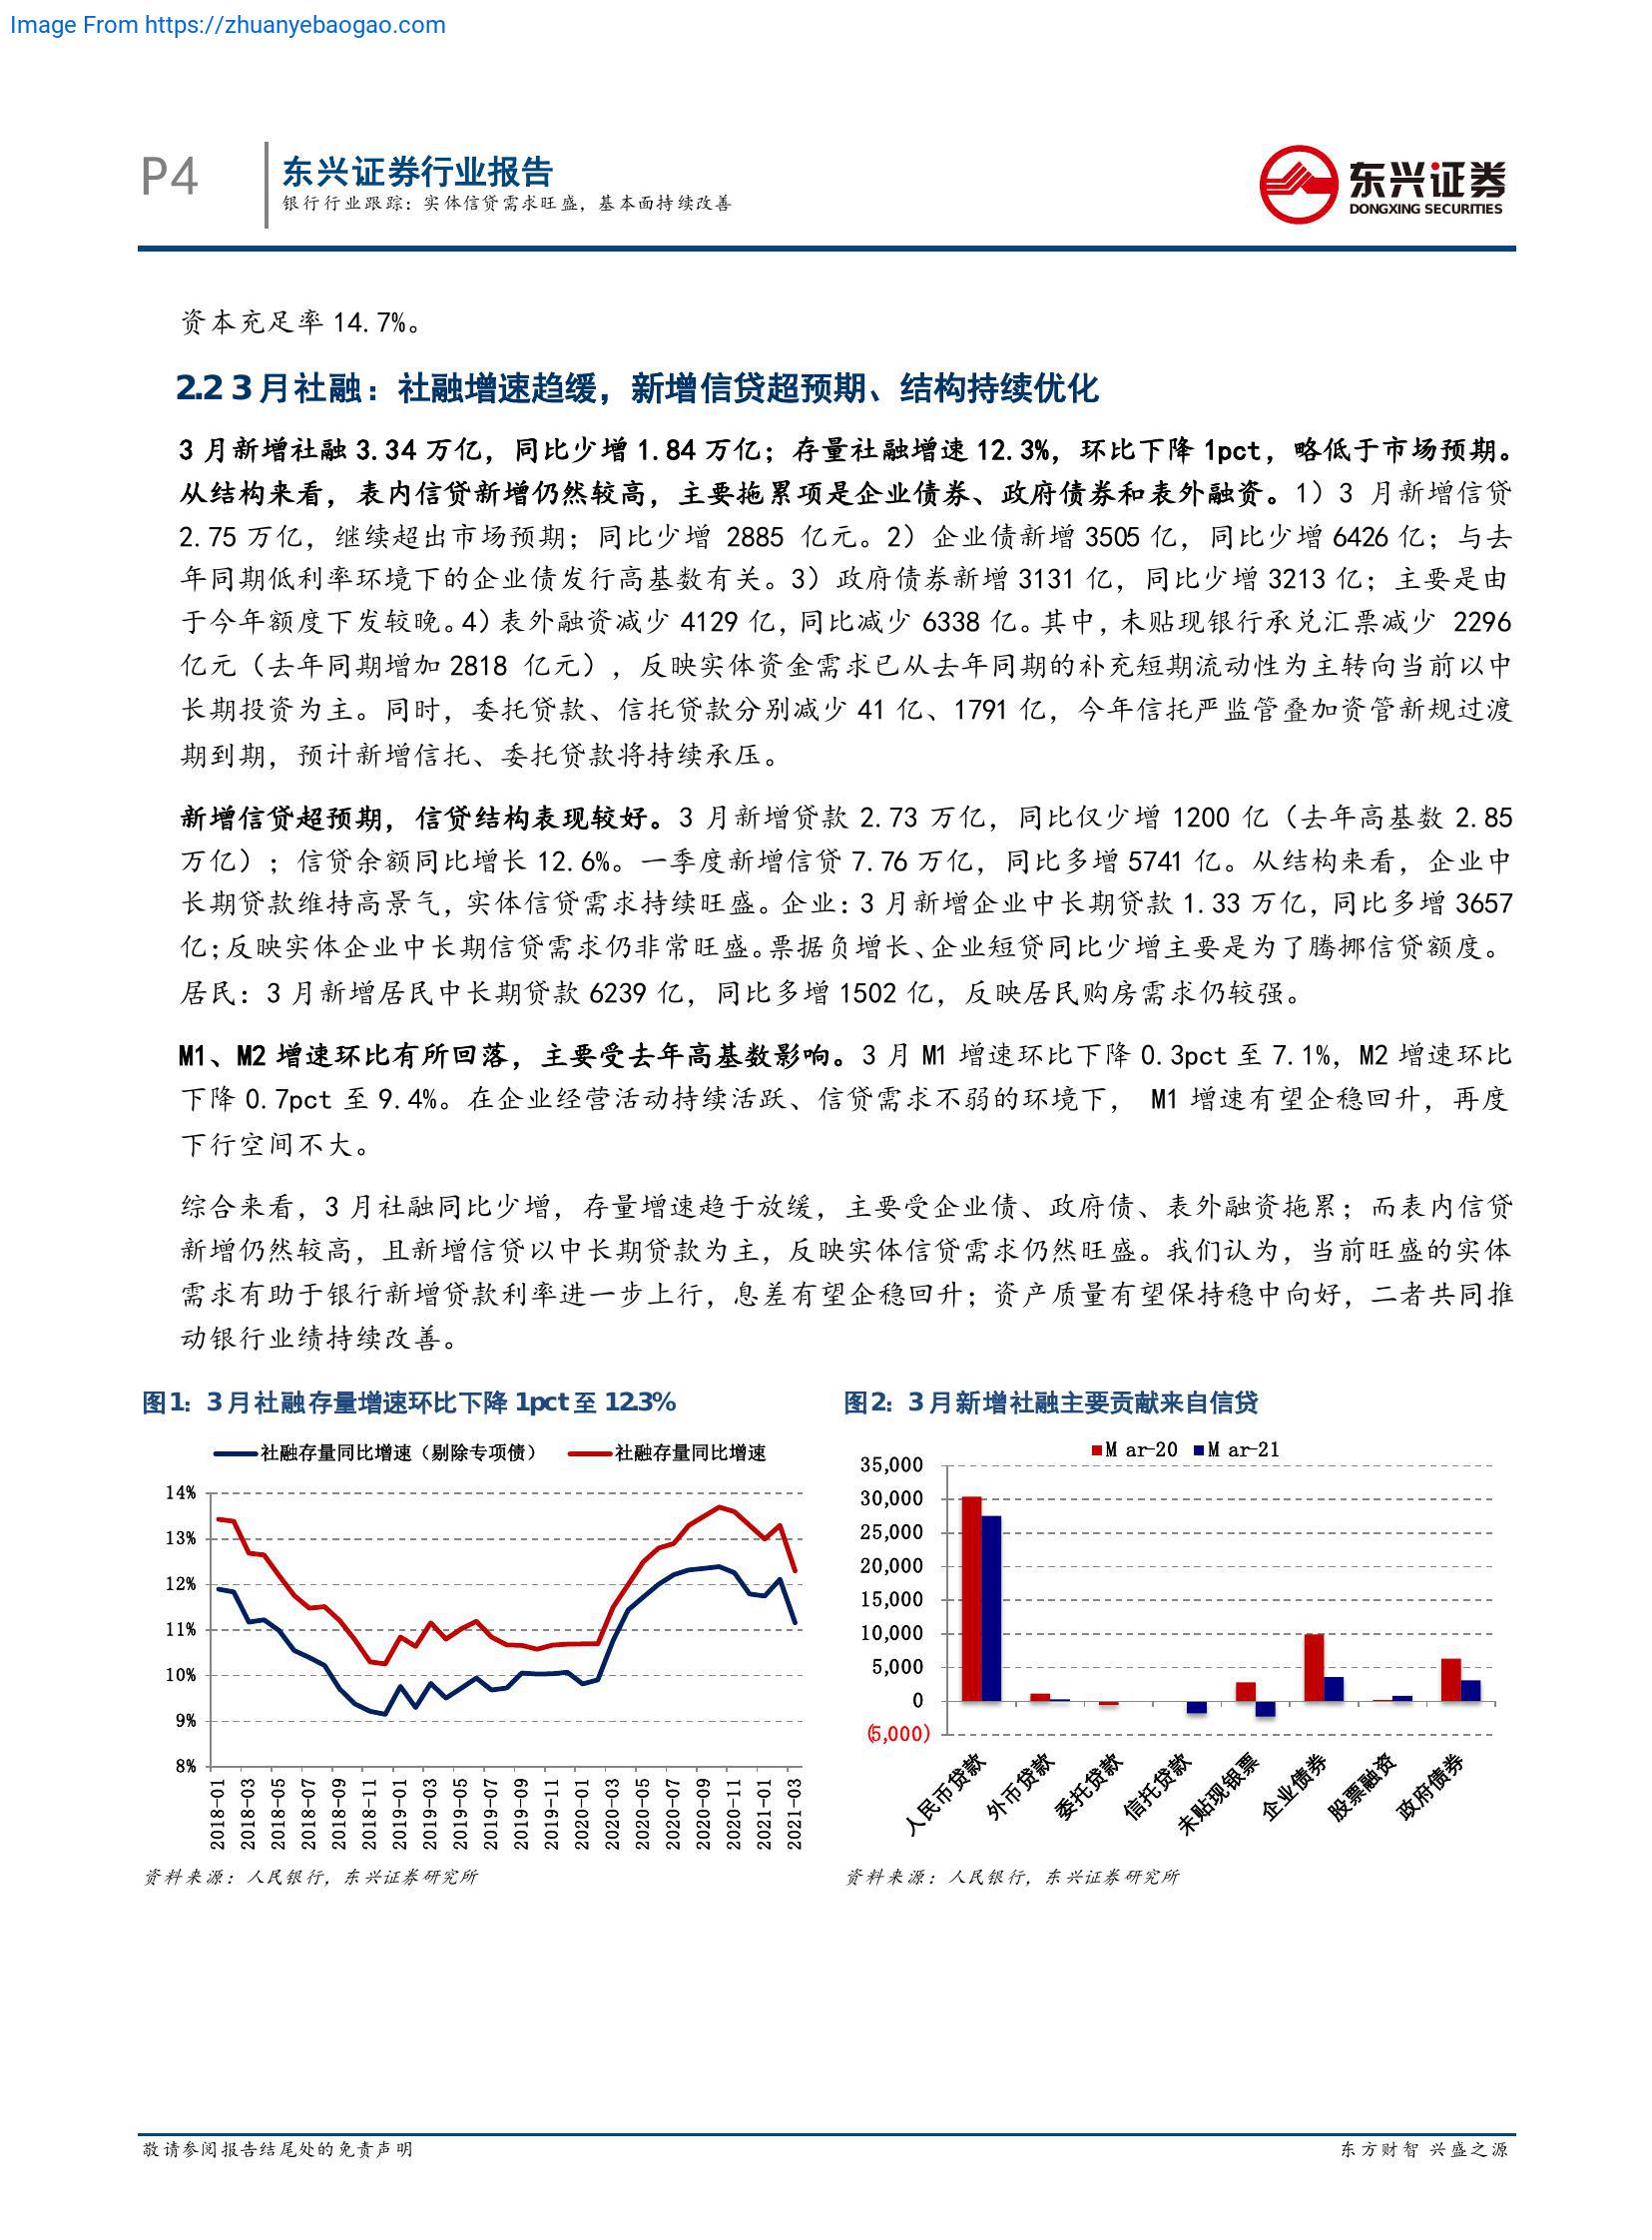 Image From https://zhuanyebaogao.com
P4
东兴证券行业报告
银行行业跟踪：实体信贷需求旺盛，基本面持续改善
东兴证券
DONGXING SECURITIES
资本充足率 14.7%。
2.2 3 月社融：社融增速趋缓，新增信贷超预期、结构持续优化
3 月新增社融 3.34 万亿，同比少增 1.84 万亿；存量社融增速 12.3%，环比下降 1pct，略低于市场预期。
从结构来看，表内信贷新增仍然较高，主要拖累项是企业债券、政府债券和表外融资。1）3 月新增信贷
2.75 万亿，继续超出市场预期；同比少增 2885 亿元。2）企业债新增 3505 亿，同比少增 6426 亿；与去
年同期低利率环境下的企业债发行高基数有关。3）政府债券新增 3131 亿，同比少增 3213 亿；主要是由
于今年额度下发较晚。4）表外融资减少 4129 亿，同比减少 6338 亿。其中，未贴现银行承兑汇票减少 2296
亿元（去年同期增加 2818 亿元），反映实体资金需求已从去年同期的补充短期流动性为主转向当前以中
长期投资为主。同时，委托贷款、信托贷款分别减少 41 亿、1791 亿，今年信托严监管叠加资管新规过渡
期到期，预计新增信托、委托贷款将持续承压。
新增信贷超预期，信贷结构表现较好。3 月新增贷款 2.73 万亿，同比仅少增 1200 亿（去年高基数 2.85
万亿）；信贷余额同比增长 12.6%。一季度新增信贷 7.76 万亿，同比多增 5741 亿。从结构来看，企业中
长期贷款维持高景气，实体信贷需求持续旺盛。企业：3 月新增企业中长期贷款 1.33 万亿，同比多增 3657
亿；反映实体企业中长期信贷需求仍非常旺盛。票据负增长、企业短贷同比少增主要是为了腾挪信贷额度。
居民：3 月新增居民中长期贷款 6239 亿，同比多增 1502 亿，反映居民购房需求仍较强。
M1、M2 增速环比有所回落，主要受去年高基数影响。3 月 M1 增速环比下降 0.3pct 至 7.1%，M2 增速环比
下降 0.7pct 至 9.4%。在企业经营活动持续活跃、信贷需求不弱的环境下， M1 增速有望企稳回升，再度
下行空间不大。
综合来看，3 月社融同比少增，存量增速趋于放缓，主要受企业债、政府债、表外融资拖累；而表内信贷
新增仍然较高，且新增信贷以中长期贷款为主，反映实体信贷需求仍然旺盛。我们认为，当前旺盛的实体
需求有助于银行新增贷款利率进一步上行，息差有望企稳回升；资产质量有望保持稳中向好，二者共同推
动银行业绩持续改善。
图1：3 月社融存量增速环比下降 1pct 至 12.3%
社融存量同比增速（剔除专项债） 社融存量同比增速
14%
13%
12%
11%
10%
9%
8%
2018-01 2018-03 2018-05 2018-07 2018-09 2018-11 2019-01 2019-03 2019-05 2019-07 2019-09 2019-11 2020-01 2020-03 2020-05 2020-07 2020-09 2020-11 2021-01 2021-03
资料来源：人民银行，东兴证券研究所
图2：3 月新增社融主要贡献来自信贷
Mar-20 Mar-21
35,000
30,000
25,000
20,000
15,000
10,000
5,000
0
(5,000)
人民币贷款 外币贷款 委托贷款 信托贷款 未贴现银票 企业债券 股票融资 政府债券
资料来源：人民银行，东兴证券研究所
敬请参阅报告结尾处的免责声明
东方财智 兴盛之源